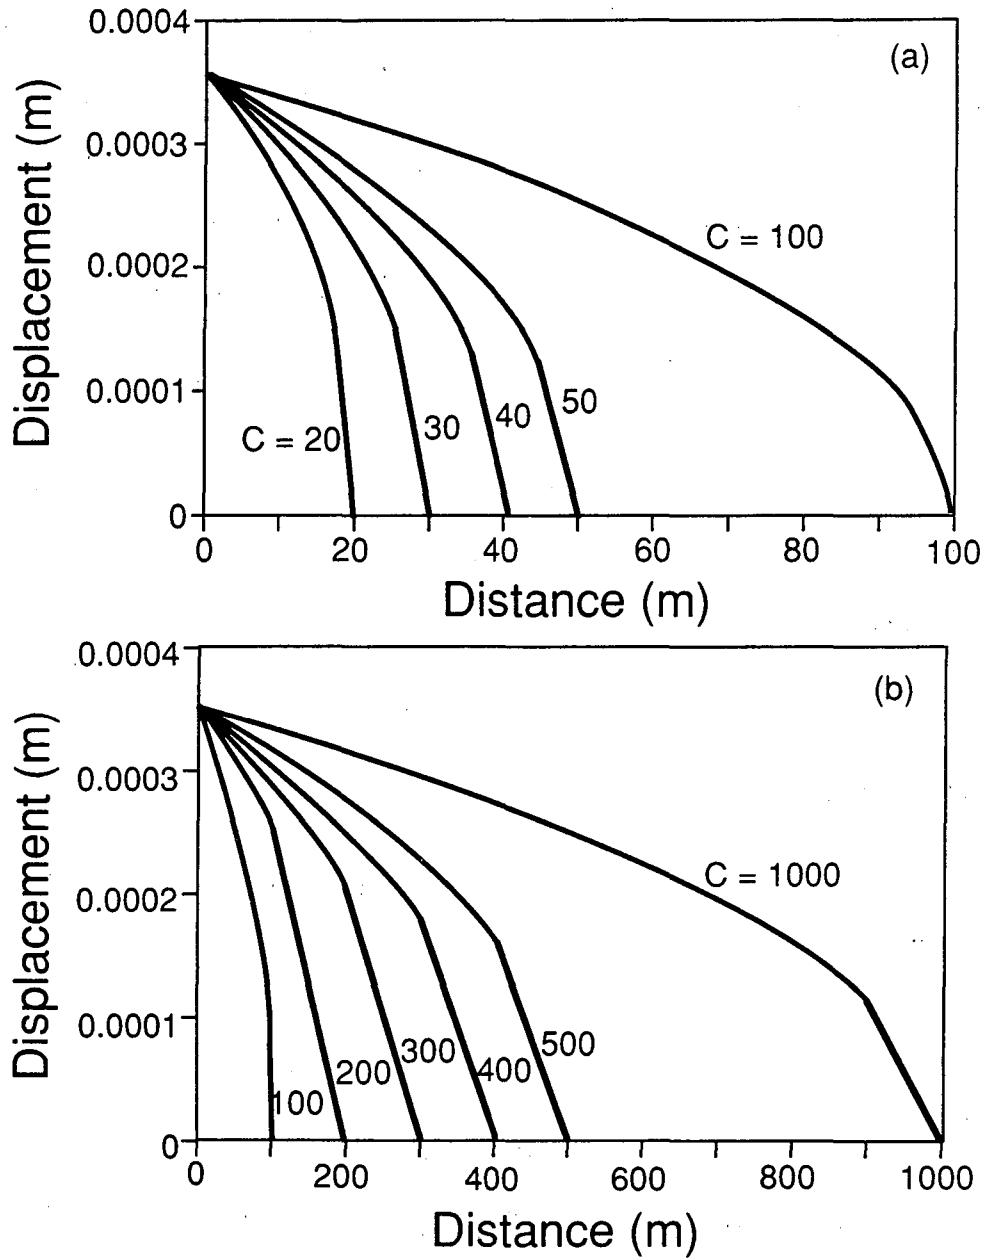 (a)
Displacement (m)
0.0004
0.0003
0.0002
0.0001
0
C = 100
C = 20
30
40
50
0 20 40 60 80 100
Distance (m)
(b)
Displacement (m)
0.0004
0.0003
0.0002
0.0001
0
C = 1000
100
200
300
400
500
0 200 400 600 800 1000
Distance (m)